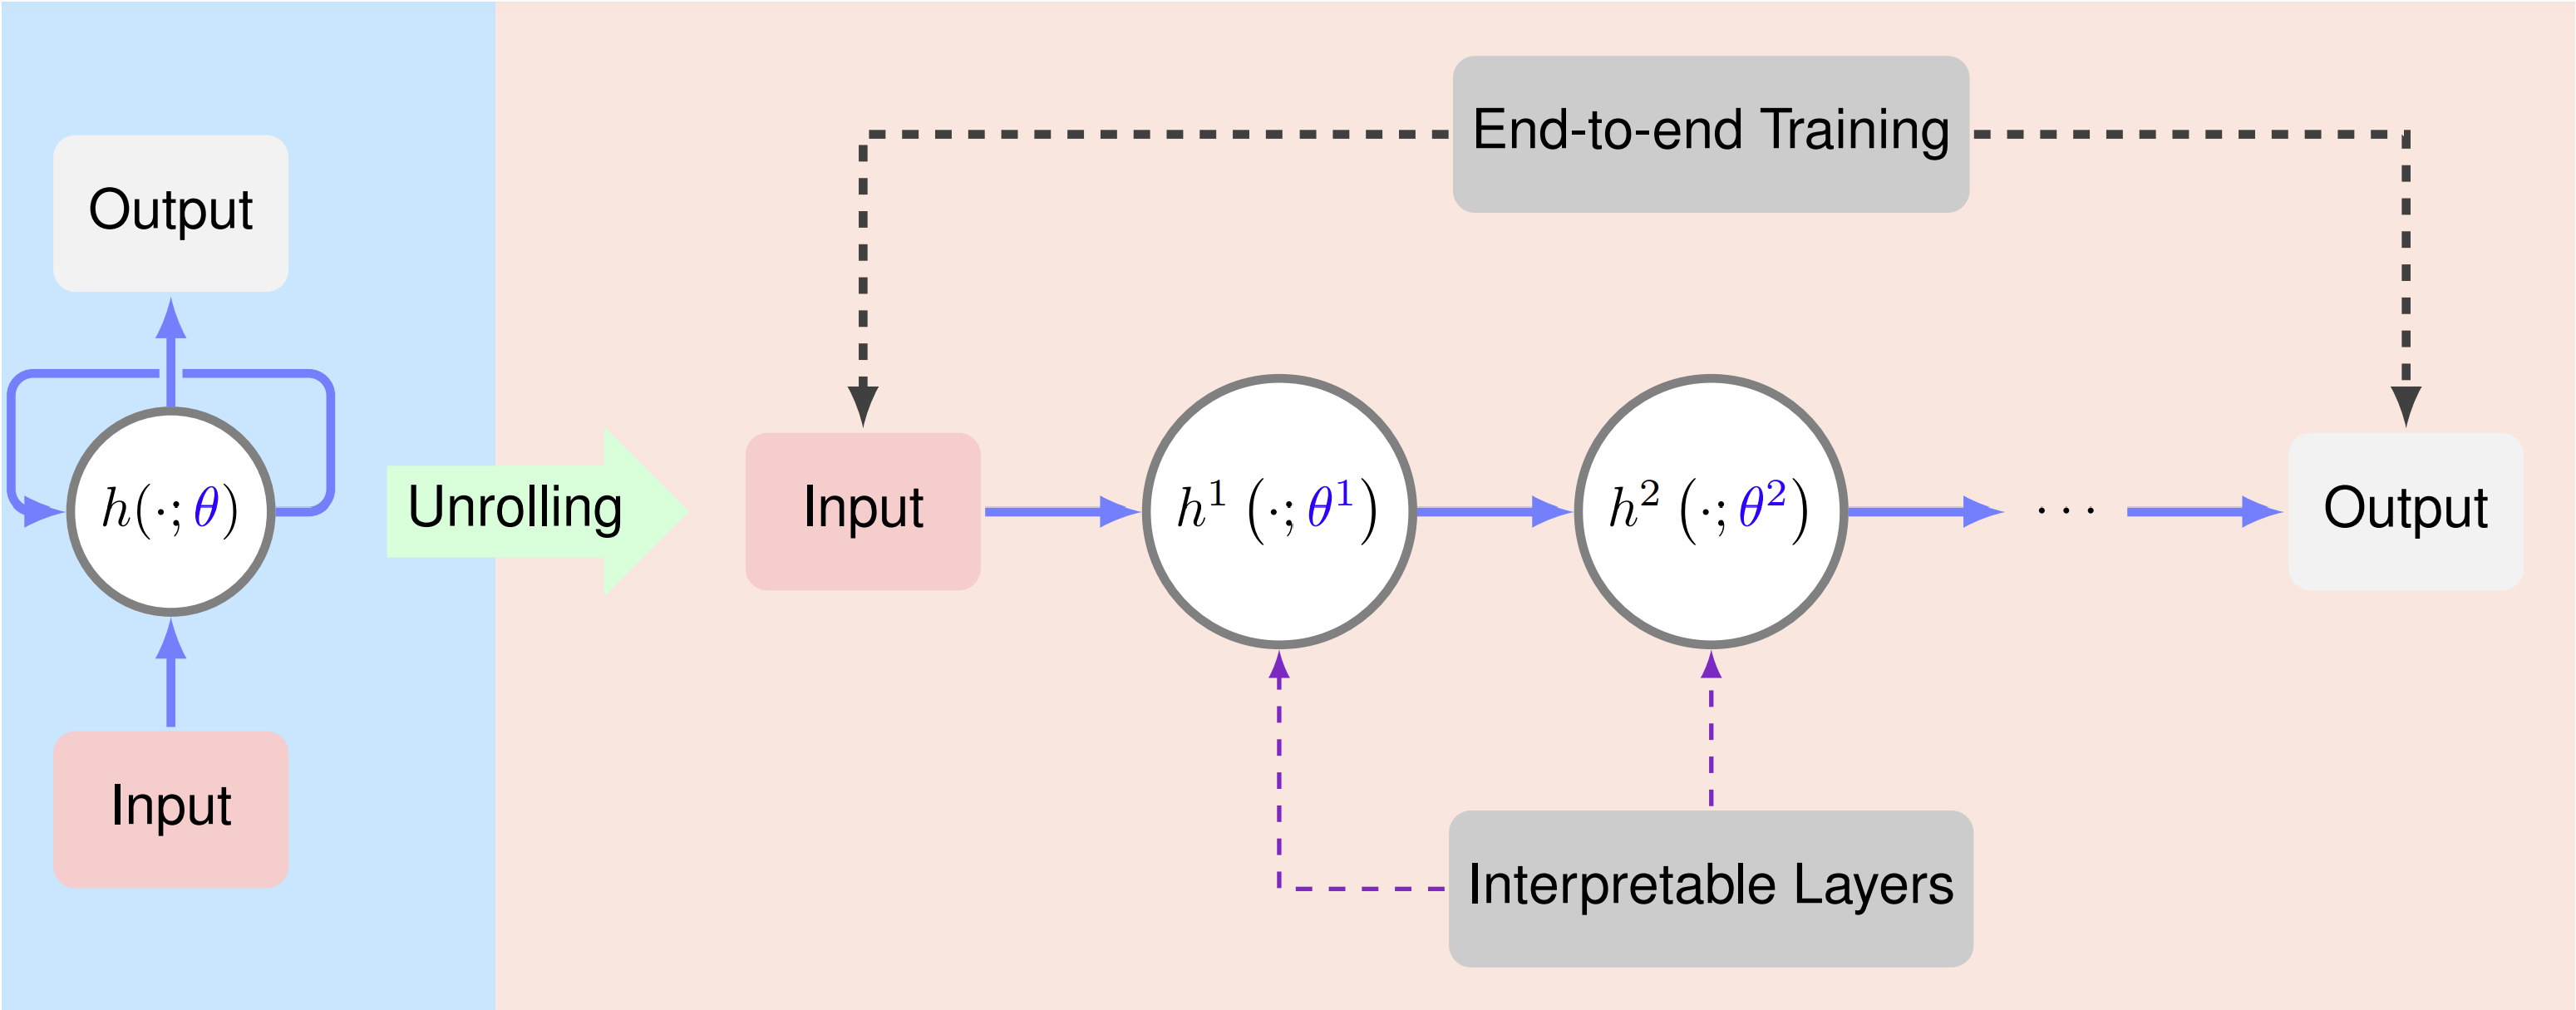 Output
h(·; θ)
Input
Unrolling
End-to-end Training
Input
h¹ (·; θ¹)
h² (·; θ²)
· · ·
Output
Interpretable Layers